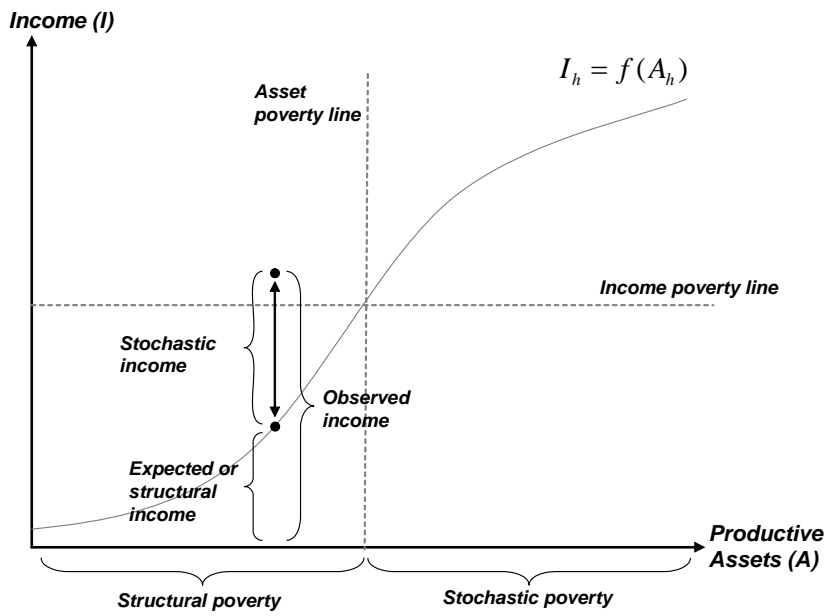 Income (I)
I_h = f(A_h)
Asset
poverty line
Income poverty line
Stochastic
income
Observed
income
Expected or
structural
income
Productive
Assets (A)
Structural poverty
Stochastic poverty